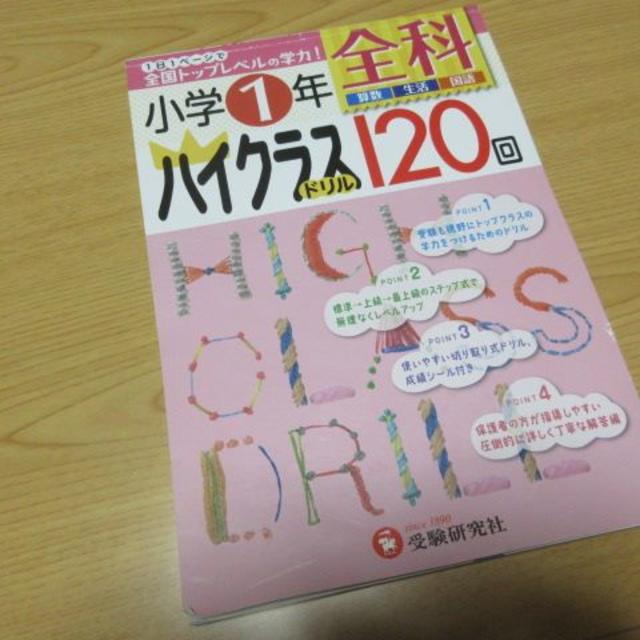 1日1ページで
全国トップレベルの学力!
全科
算数 生活 国語
小学1年
ハイクラス
ドリル
120回
HIGH
CLASS
DRILL
POINT 1
受験も視野にトップクラスの
学力をつけるためのドリル
POINT 2
標準→上級→最上級のステップ式で
無理なくレベルアップ
POINT 3
使いやすい切り取り式ドリル、
成績シール付き。
POINT 4
保護者の方が指導しやすい
圧倒的に詳しく丁寧な解答編
since 1890
受験研究社